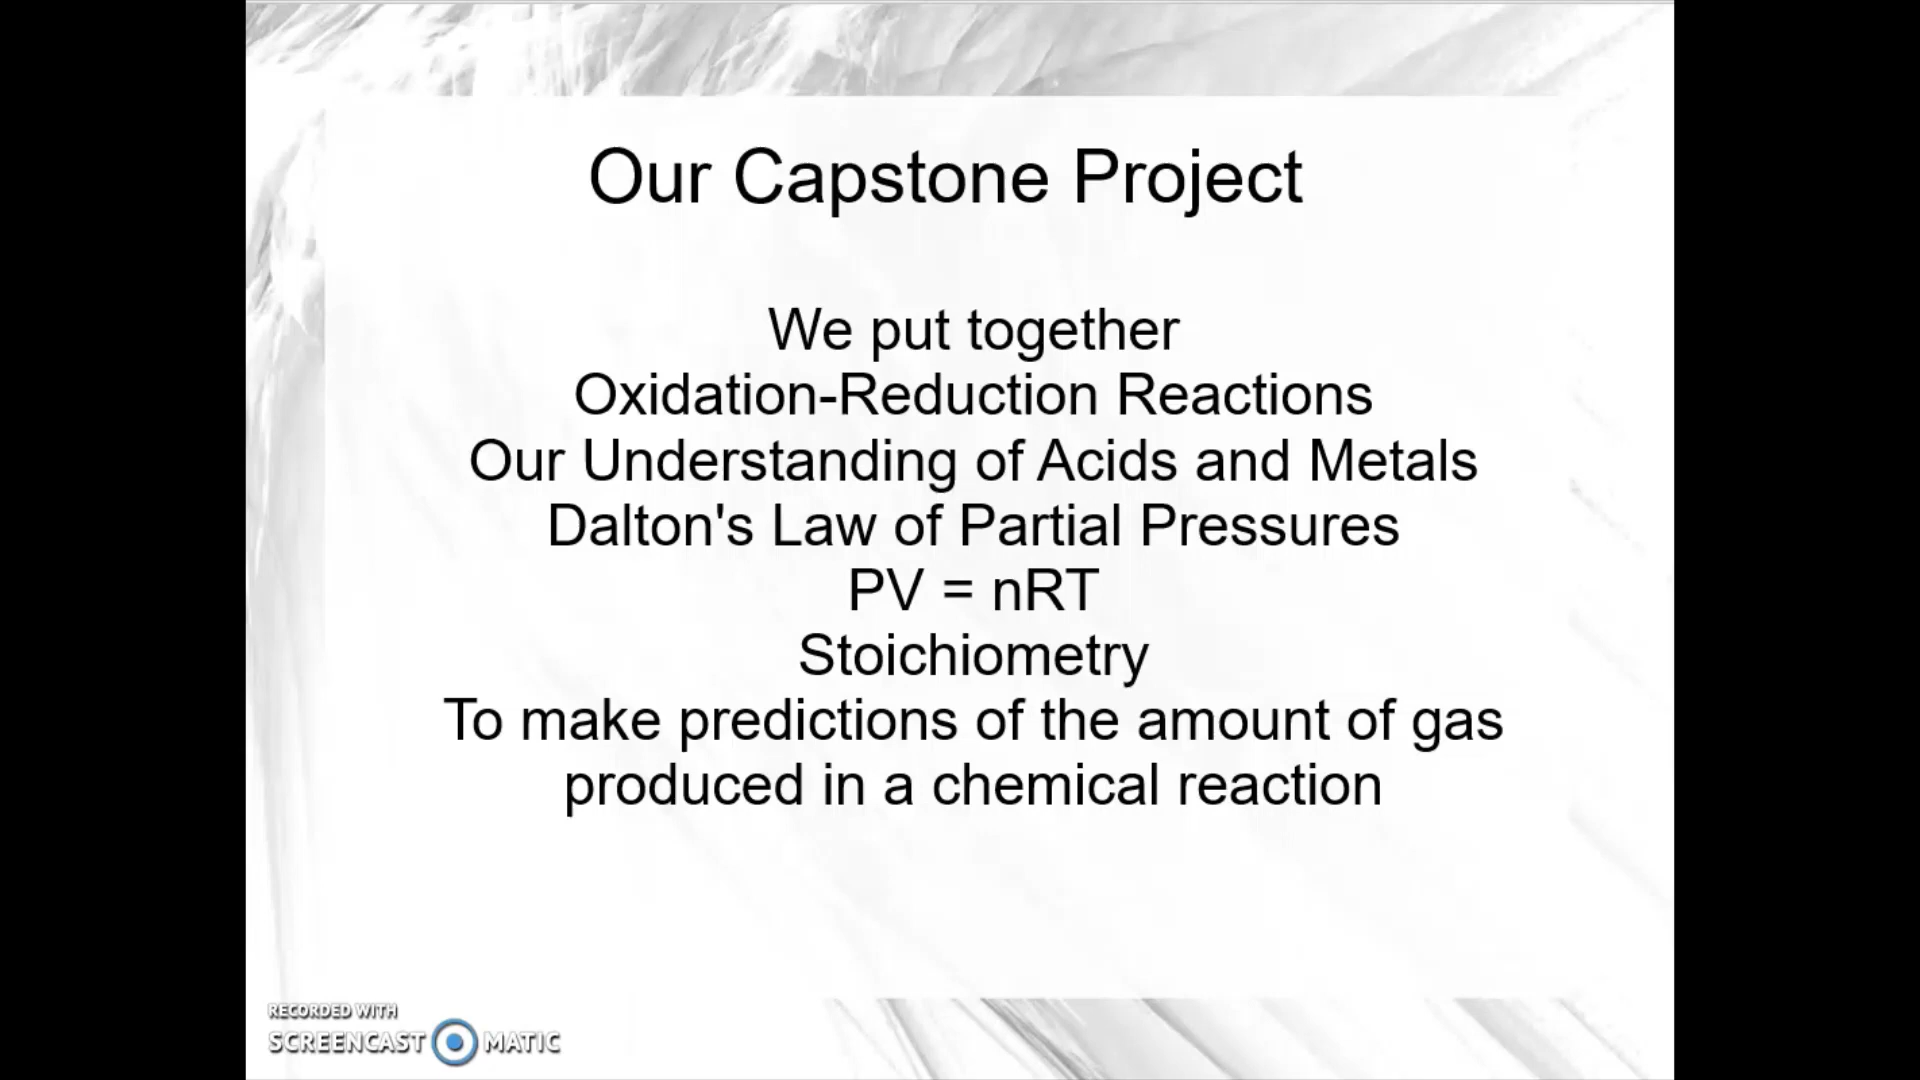 Our Capstone Project
We put together
Oxidation-Reduction Reactions
Our Understanding of Acids and Metals
Dalton's Law of Partial Pressures
PV = nRT
Stoichiometry
To make predictions of the amount of gas
produced in a chemical reaction
RECORDED WITH
SCREENCAST MATIC